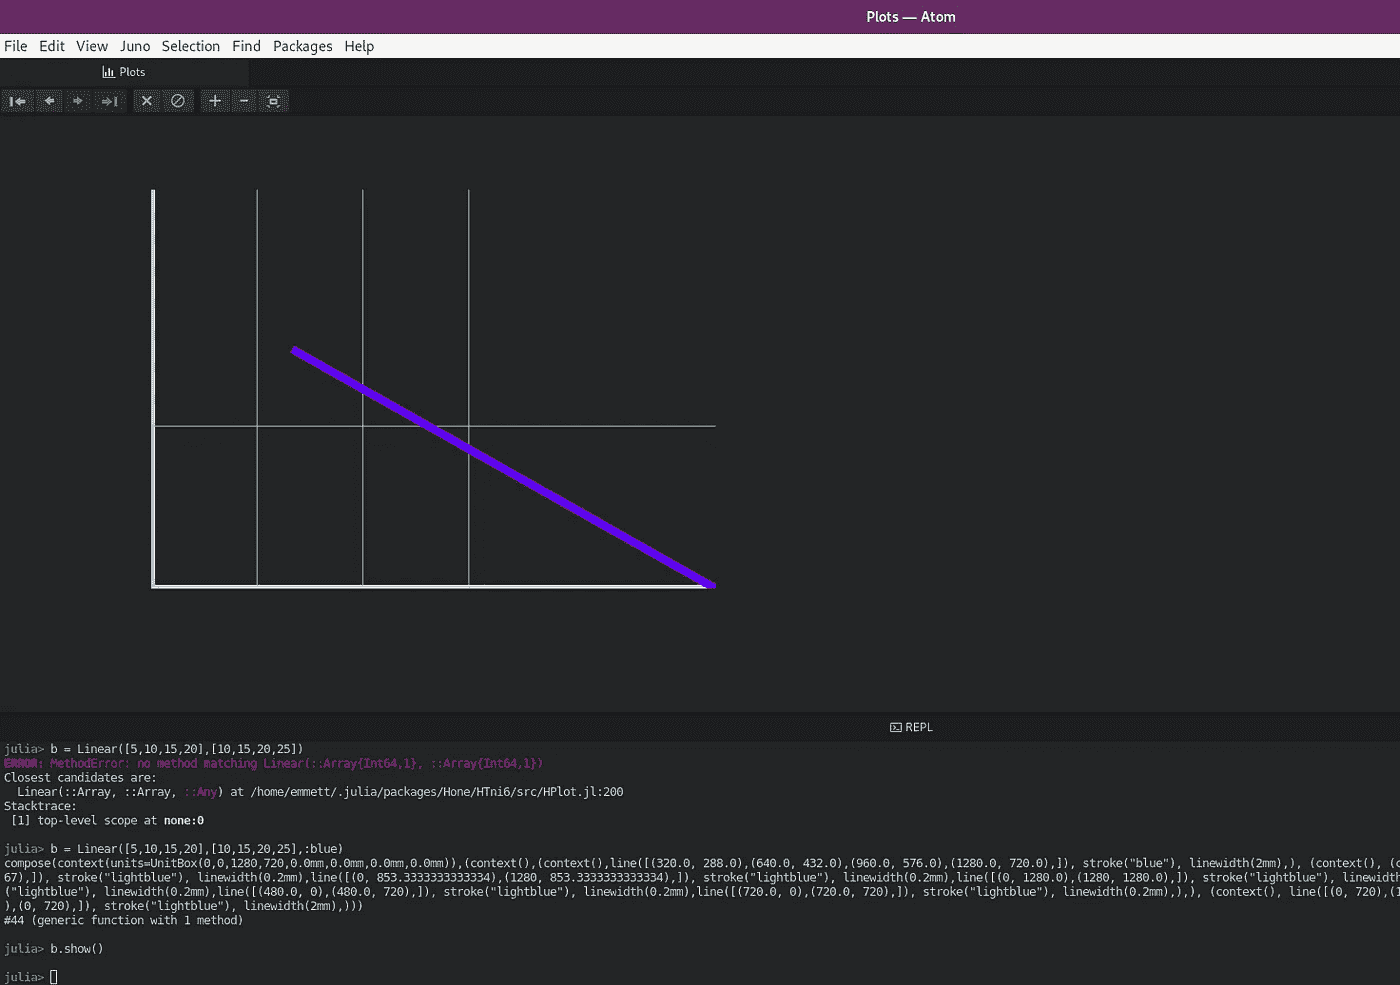 Plots — Atom
File Edit View Juno Selection Find Packages Help
Plots
REPL
julia> b = Linear([5,10,15,20],[10,15,20,25])
ERROR: MethodError: no method matching Linear(::Array{Int64,1}, ::Array{Int64,1})
Closest candidates are:
  Linear(::Array, ::Array, ::Any) at /home/emmett/.julia/packages/Hone/HTni6/src/HPlot.jl:200
Stacktrace:
 [1] top-level scope at none:0
julia> b = Linear([5,10,15,20],[10,15,20,25],:blue)
compose(context(units=UnitBox(0,0,1280,720,0.0mm,0.0mm,0.0mm,0.0mm)),(context(),(context(),line([(320.0, 288.0),(640.0, 432.0),(960.0, 576.0),(1280.0, 720.0),]), stroke("blue"), linewidth(2mm),), (context(), (c
67),]), stroke("lightblue"), linewidth(0.2mm),line([(0, 853.3333333333334),(1280, 853.3333333333334),]), stroke("lightblue"), linewidth(0.2mm),line([(0, 1280.0),(1280, 1280.0),]), stroke("lightblue"), linewidth
("lightblue"), linewidth(0.2mm),line([(480.0, 0),(480.0, 720),]), stroke("lightblue"), linewidth(0.2mm),line([(720.0, 0),(720.0, 720),]), stroke("lightblue"), linewidth(0.2mm),),), (context(), line([(0, 720),(1
),(0, 720),]), stroke("lightblue"), linewidth(2mm),)))
#44 (generic function with 1 method)
julia> b.show()
julia>